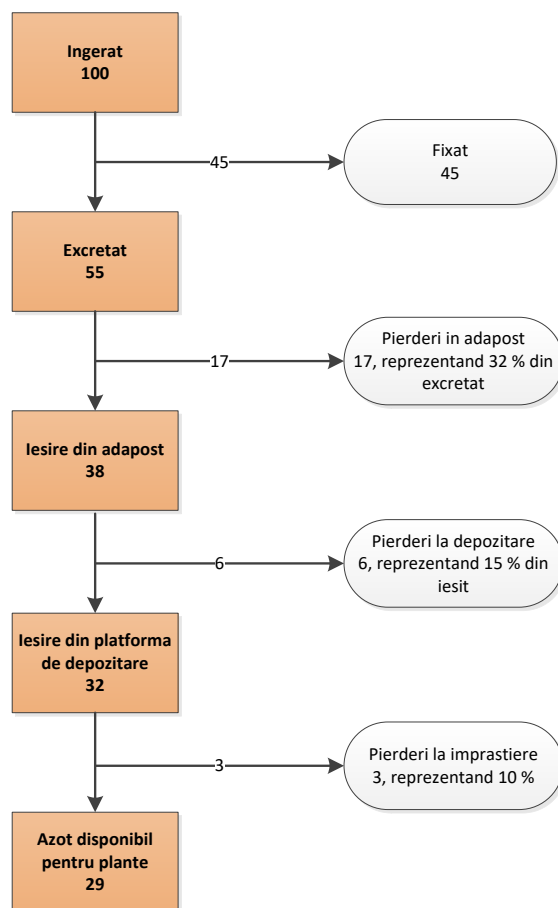 Ingerat
100
45
Fixat
45
Excretat
55
17
Pierderi in adapost
17, reprezentand 32 % din
excretat
Iesire din adapost
38
6
Pierderi la depozitare
6, reprezentand 15 % din
iesit
Iesire din platforma
de depozitare
32
3
Pierderi la imprastiere
3, reprezentand 10 %
Azot disponibil
pentru plante
29